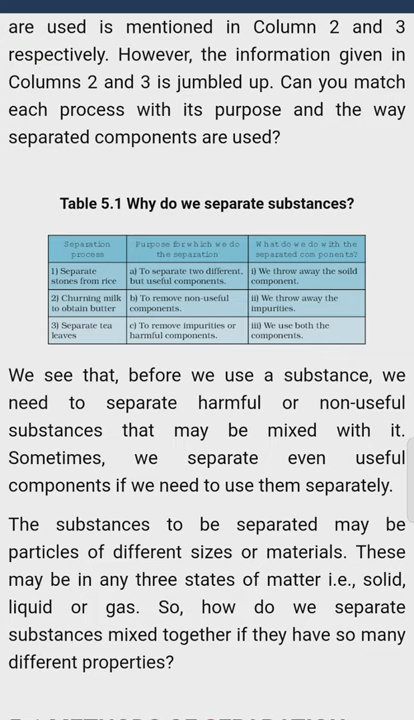 are used is mentioned in Column 2 and 3
respectively. However, the information given in
Columns 2 and 3 is jumbled up. Can you match
each process with its purpose and the way
separated components are used?
Table 5.1 Why do we separate substances?
Separation process
Purpose for which we do the separation
What do we do with the separated components?
1) Separate stones from rice
a) To separate two different, but useful components.
i) We throw away the soild component.
2) Churning milk to obtain butter
b) To remove non-useful components.
ii) We throw away the impurities.
3) Separate tea leaves
c) To remove impurities or harmful components.
iii) We use both the components.
We see that, before we use a substance, we
need to separate harmful or non-useful
substances that may be mixed with it.
Sometimes, we separate even useful
components if we need to use them separately.
The substances to be separated may be
particles of different sizes or materials. These
may be in any three states of matter i.e., solid,
liquid or gas. So, how do we separate
substances mixed together if they have so many
different properties?